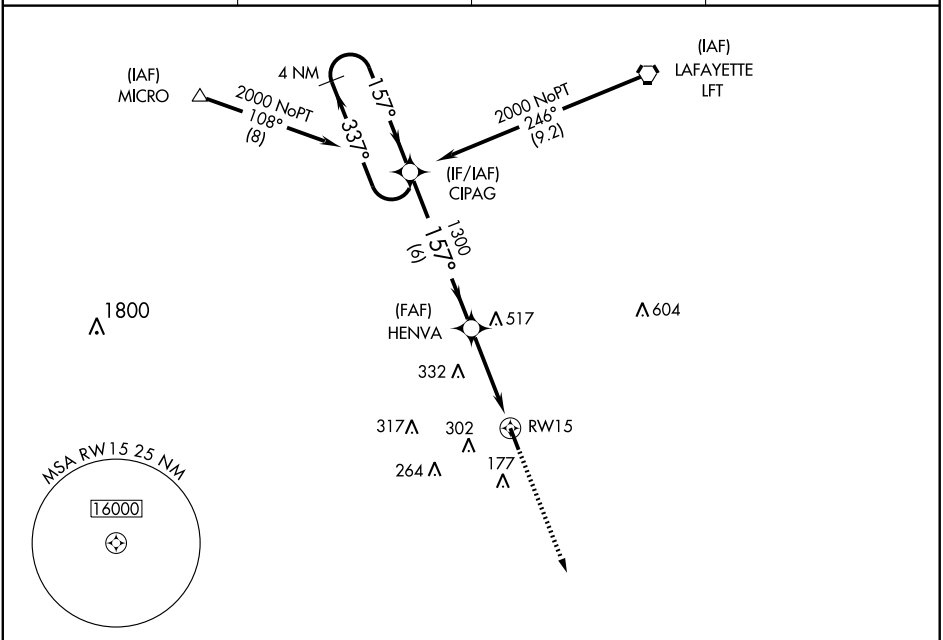 (IAF)
MICRO
2000 NoPT
108°
(8)
4 NM
157°
337°
(IAF)
LAFAYETTE
LFT
2000 NoPT
246°
(9.2)
(IF/IAF)
CIPAG
1300
157°
(6)
1800
(FAF)
HENVA
517
604
332
317
302
RW15
264
177
MSA RW15 25 NM
16000